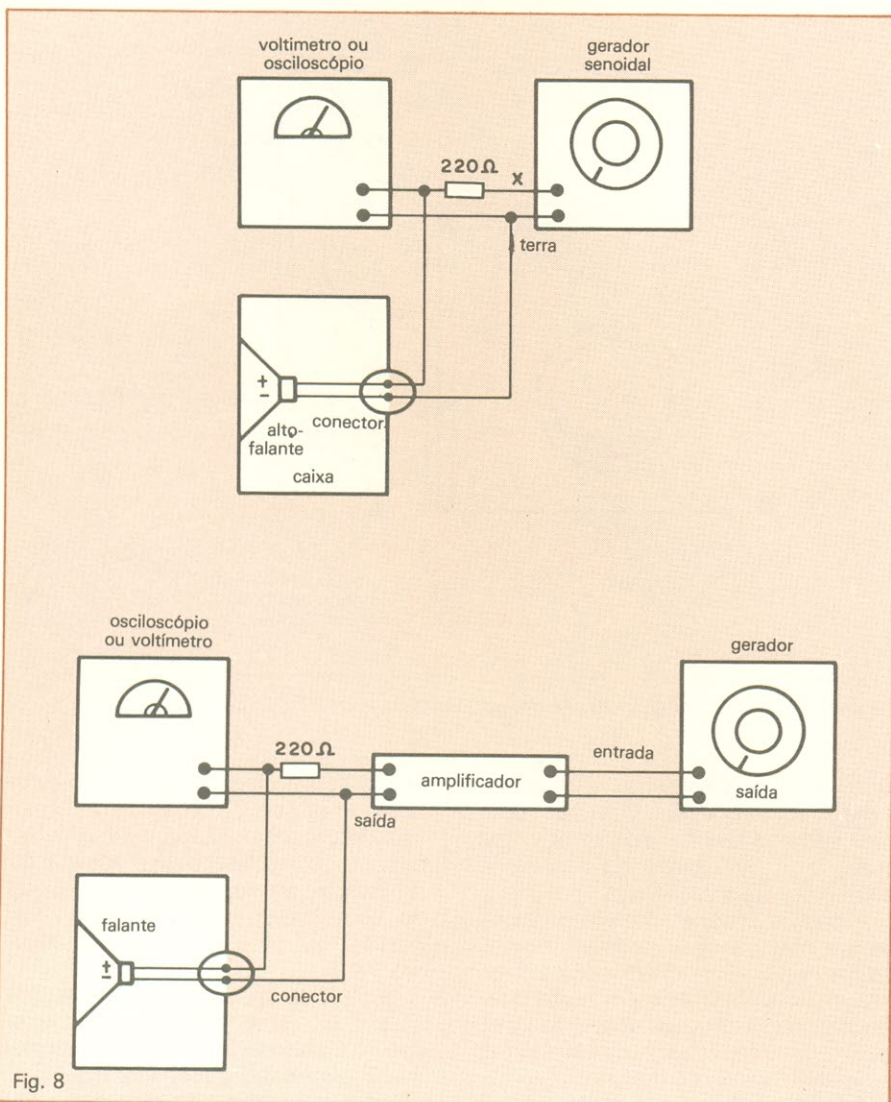 voltimetro ou
osciloscópio
gerador
senoidal
220Ω
x
terra
+
-
alto-
falante
conector
caixa
osciloscópio
ou voltímetro
gerador
220Ω
entrada
amplificador
saída
saída
falante
+
-
conector
Fig. 8